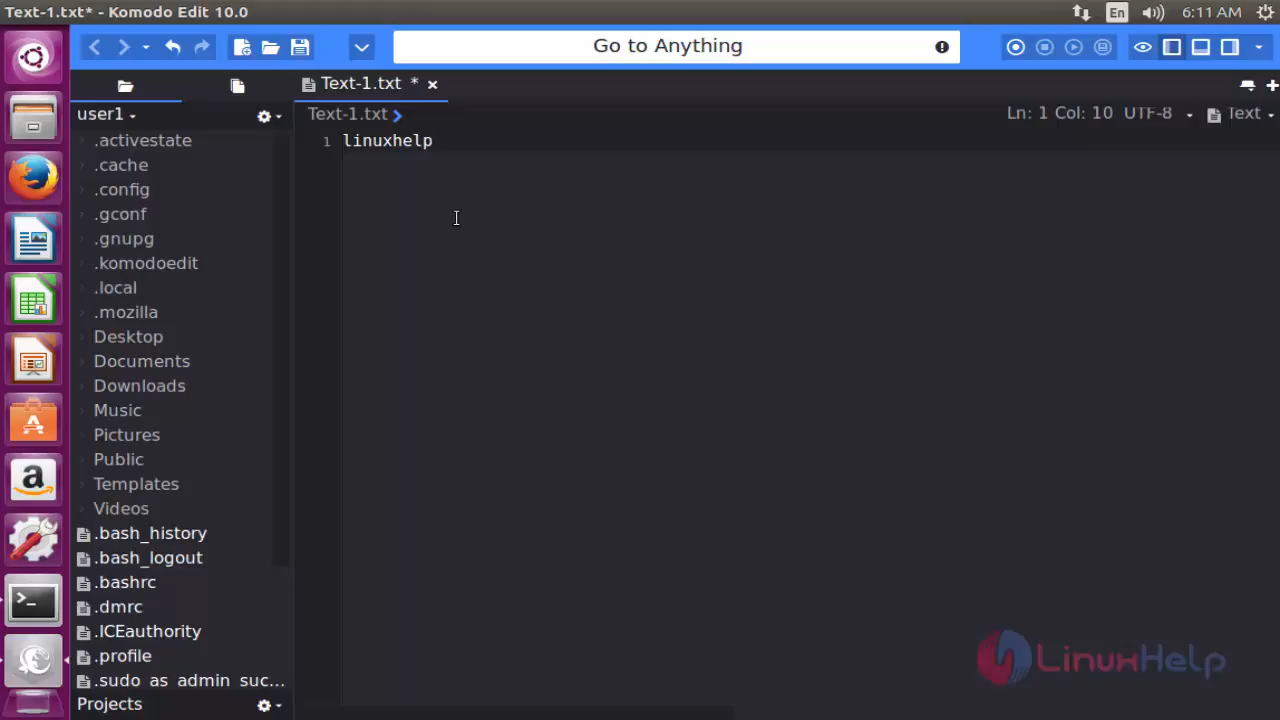 Text-1.txt* - Komodo Edit 10.0
En
6:11 AM
Go to Anything
Text-1.txt *
user1
Text-1.txt
Ln: 1 Col: 10 UTF-8
Text
1 linuxhelp
.activestate
.cache
.config
.gconf
.gnupg
.komodoedit
.local
.mozilla
Desktop
Documents
Downloads
Music
Pictures
Public
Templates
Videos
.bash_history
.bash_logout
.bashrc
.dmrc
.ICEauthority
.profile
.sudo_as_admin_suc...
Projects
LinuxHelp